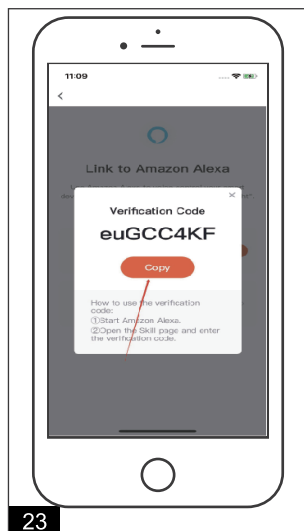 11:09
Link to Amazon Alexa
Verification Code
euGCC4KF
Copy
How to use the verification
code:
①Start Amazon Alexa.
②Open the Skill page and enter
the verification code.
23